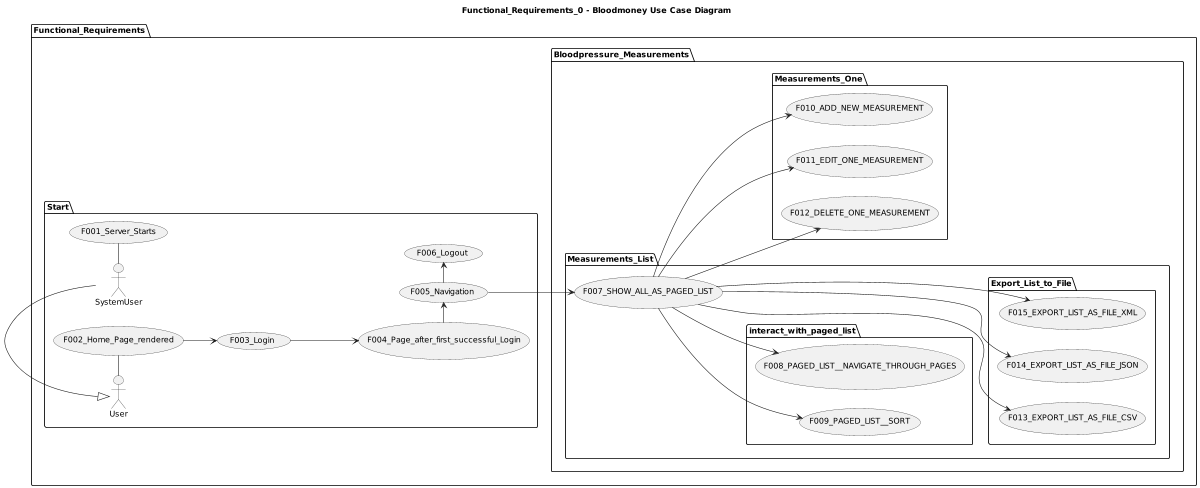 Functional_Requirements_0 - Bloodmoney Use Case Diagram
Functional_Requirements
Bloodpressure_Measurements
Measurements_One
F010_ADD_NEW_MEASUREMENT
F011_EDIT_ONE_MEASUREMENT
F012_DELETE_ONE_MEASUREMENT
Start
F001_Server_Starts
SystemUser
F002_Home_Page_rendered
User
F003_Login
F004_Page_after_first_successful_Login
F005_Navigation
F006_Logout
Measurements_List
F007_SHOW_ALL_AS_PAGED_LIST
interact_with_paged_list
F008_PAGED_LIST__NAVIGATE_THROUGH_PAGES
F009_PAGED_LIST__SORT
Export_List_to_File
F015_EXPORT_LIST_AS_FILE_XML
F014_EXPORT_LIST_AS_FILE_JSON
F013_EXPORT_LIST_AS_FILE_CSV